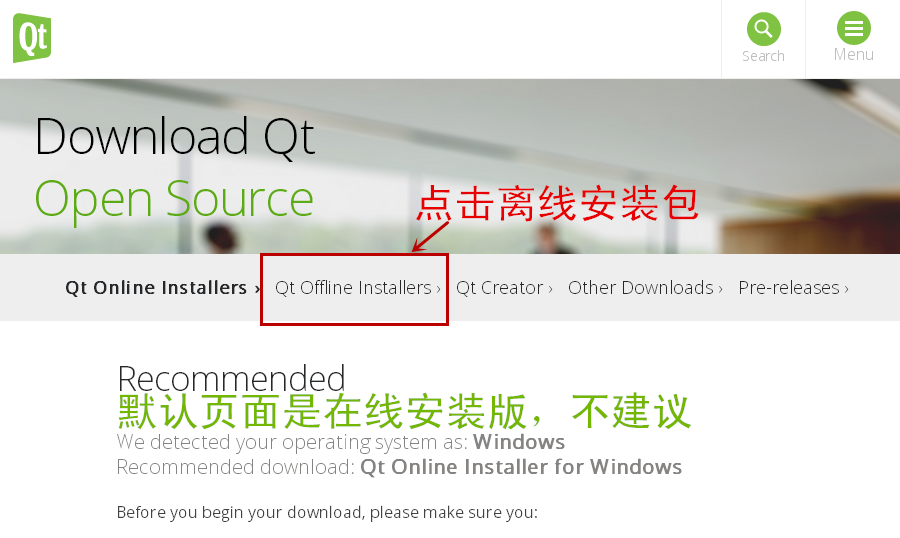 Qt
Search
Menu
Download Qt
Open Source
点击离线安装包
Qt Online Installers ›
Qt Offline Installers ›
Qt Creator ›
Other Downloads ›
Pre-releases ›
Recommended
默认页面是在线安装版，不建议
We detected your operating system as: Windows
Recommended download: Qt Online Installer for Windows
Before you begin your download, please make sure you: